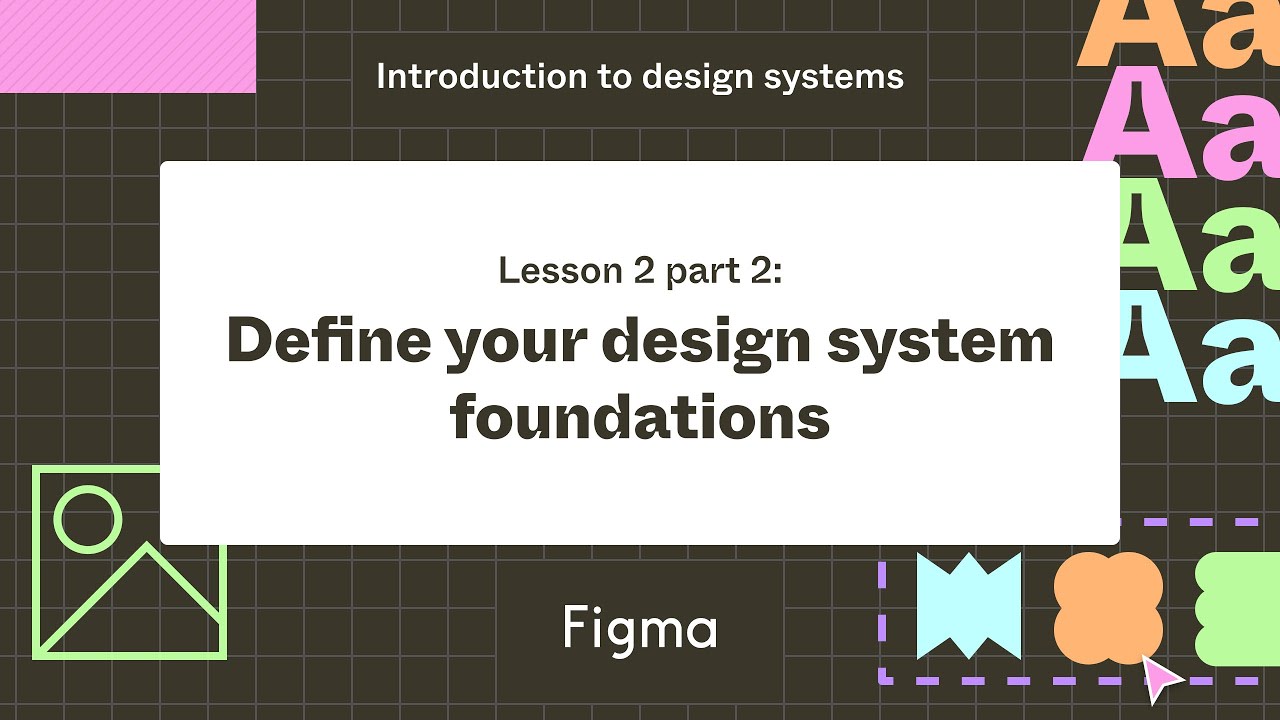 Introduction to design systems
Aa
Aa
Aa
Aa
Lesson 2 part 2:
Define your design system
foundations
Figma